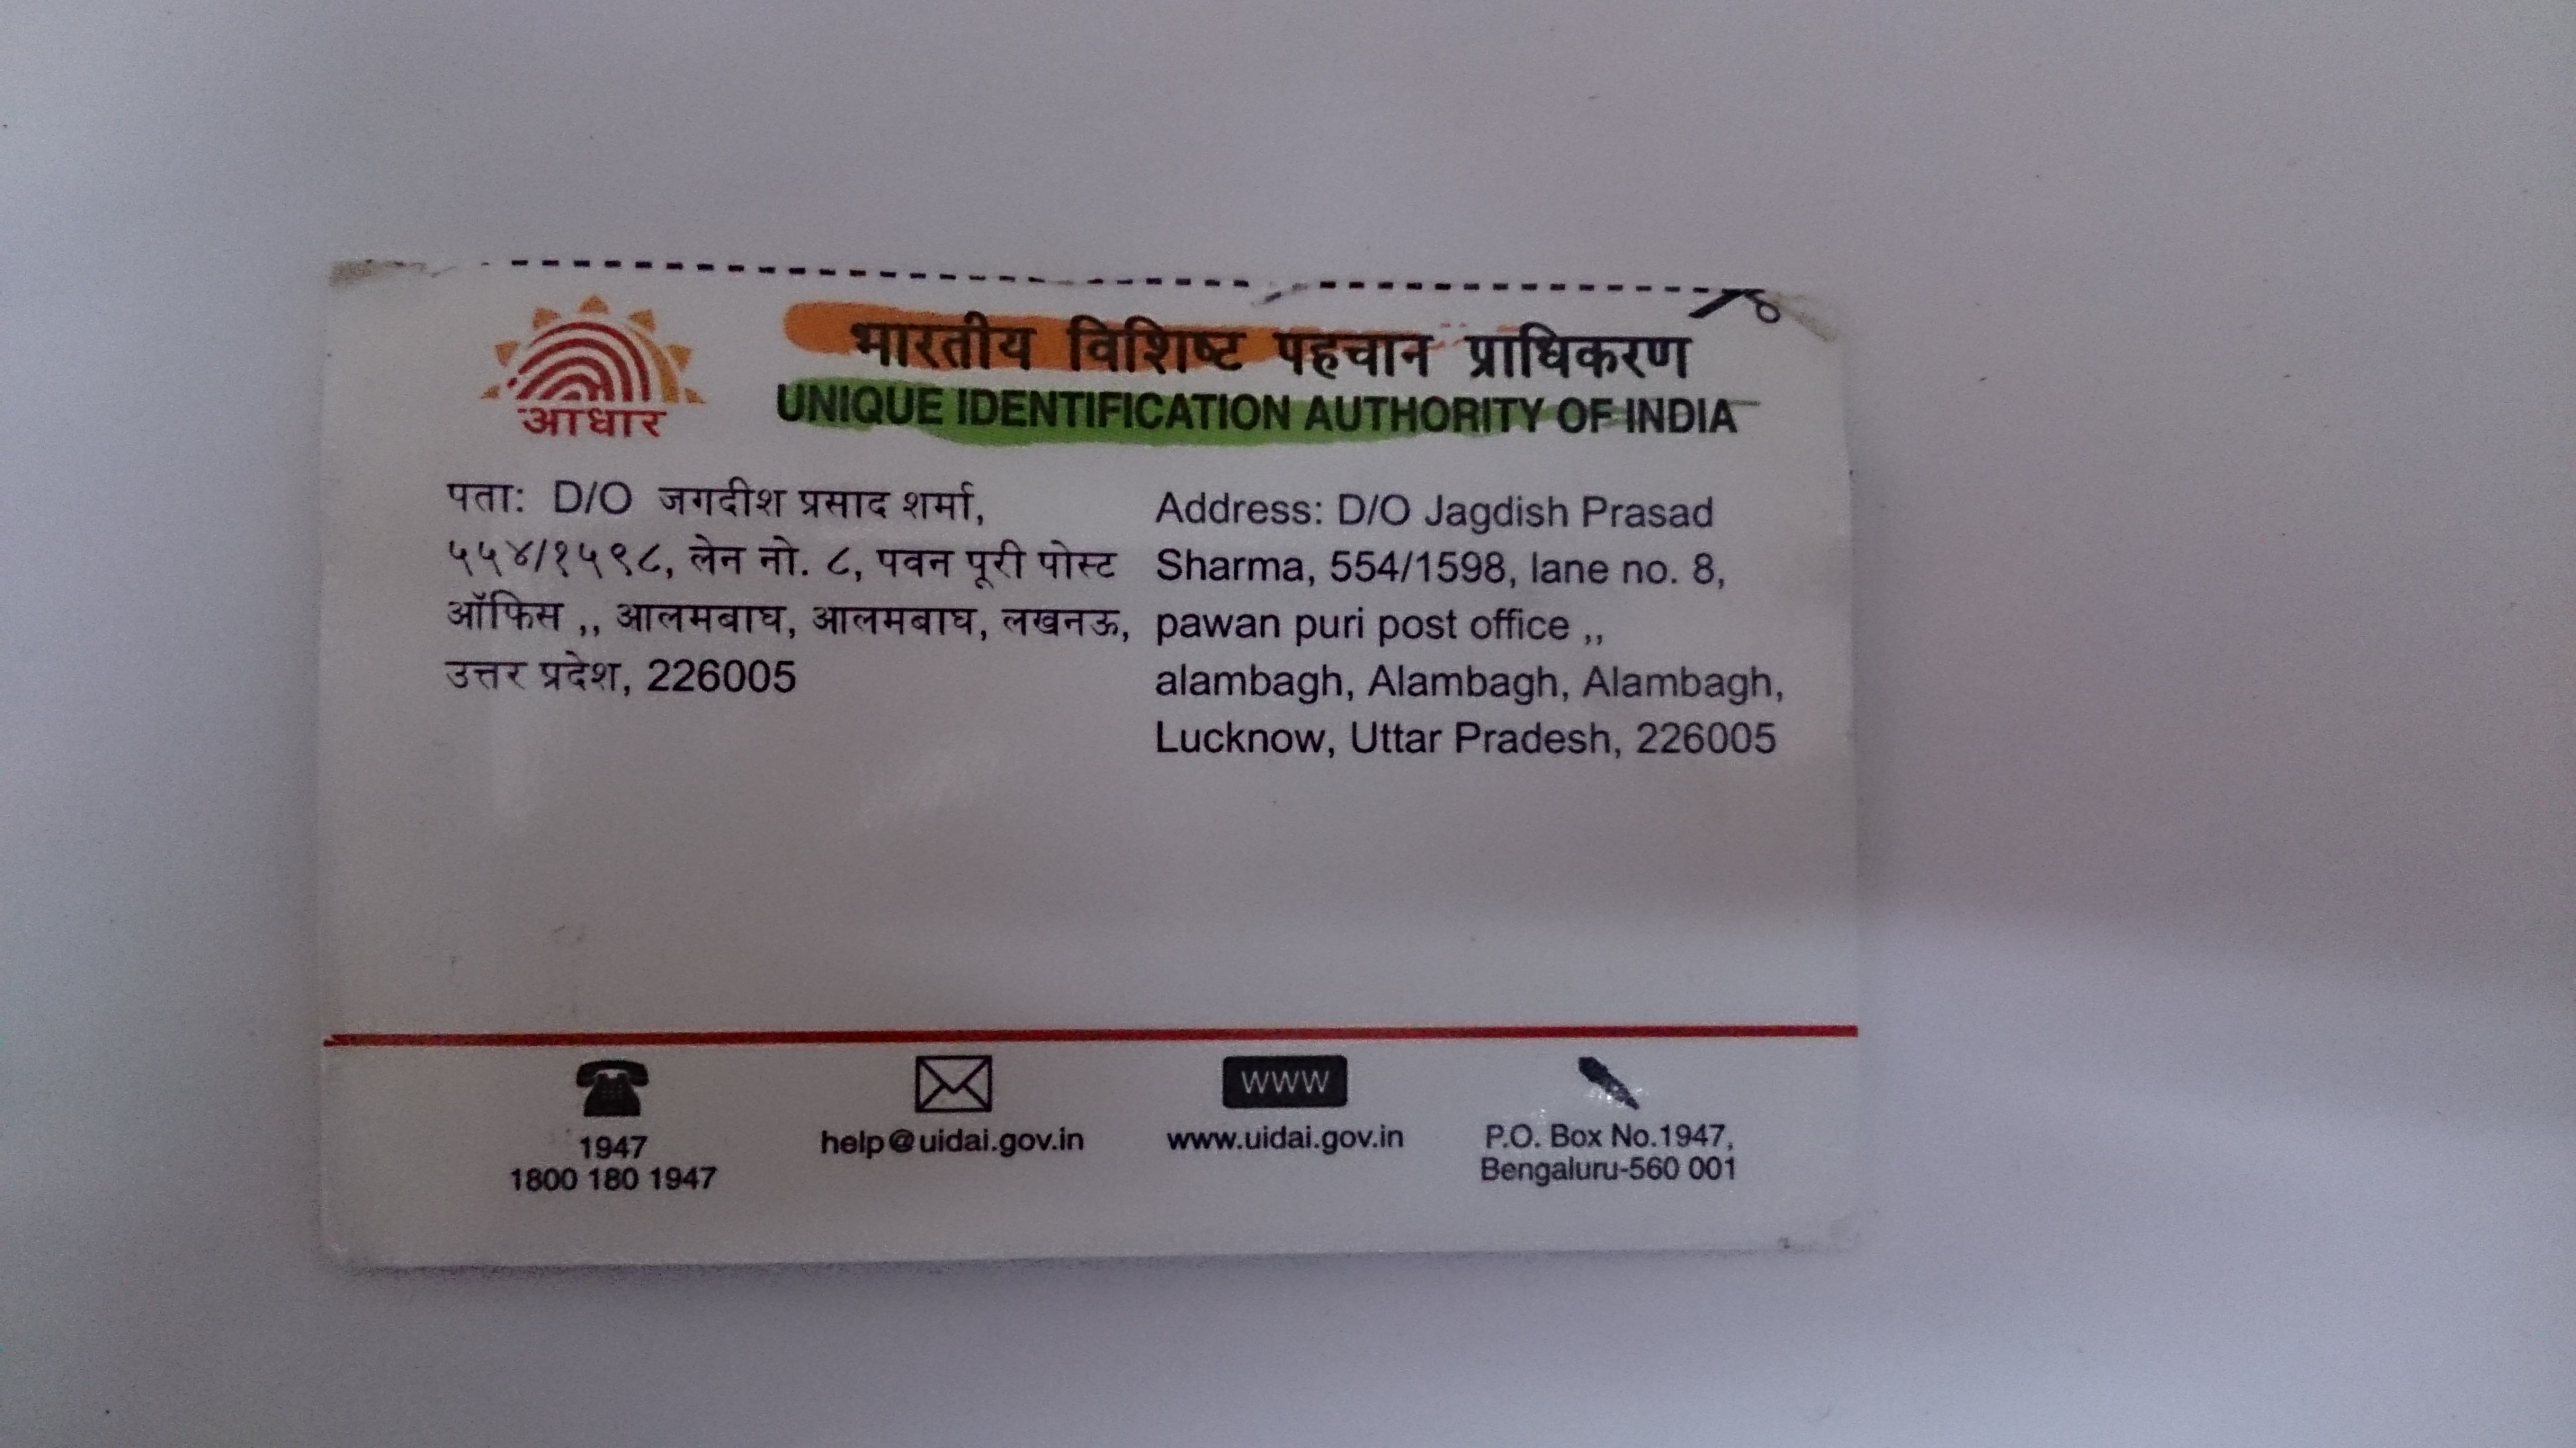 आधार
भारतीय विशिष्ट पहचान प्राधिकरण
UNIQUE IDENTIFICATION AUTHORITY OF INDIA
पता: D/O जगदीश प्रसाद शर्मा,
५५४/१५९८, लेन नो. ८, पवन पूरी पोस्ट
ऑफिस ,, आलमबाघ, आलमबाघ, लखनऊ,
उत्तर प्रदेश, 226005
Address: D/O Jagdish Prasad
Sharma, 554/1598, lane no. 8,
pawan puri post office ,,
alambagh, Alambagh, Alambagh,
Lucknow, Uttar Pradesh, 226005
1947
1800 180 1947
help@uidai.gov.in
www
www.uidai.gov.in
P.O. Box No.1947,
Bengaluru-560 001